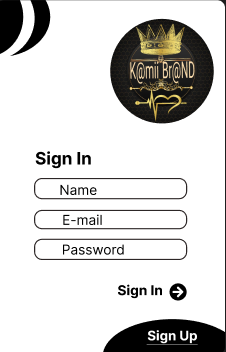 K@mii Br@ND
Sign In
Name
E-mail
Password
Sign In
Sign Up